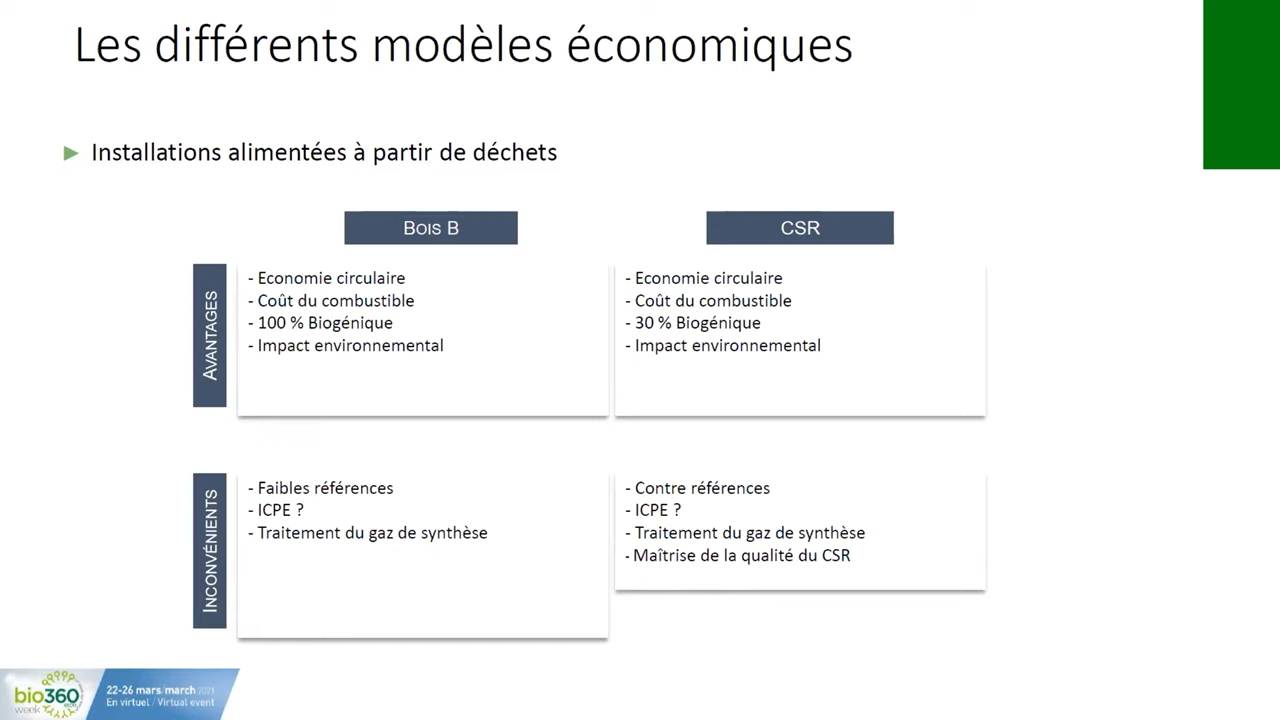 Les différents modèles économiques
► Installations alimentées à partir de déchets
BOIS B
CSR
AVANTAGES
- Economie circulaire
- Coût du combustible
- 100 % Biogénique
- Impact environnemental
- Economie circulaire
- Coût du combustible
- 30 % Biogénique
- Impact environnemental
INCONVÉNIENTS
- Faibles références
- ICPE ?
- Traitement du gaz de synthèse
- Contre références
- ICPE ?
- Traitement du gaz de synthèse
- Maîtrise de la qualité du CSR
bio360
week
22-26 mars/march 2021
En virtuel / Virtual event